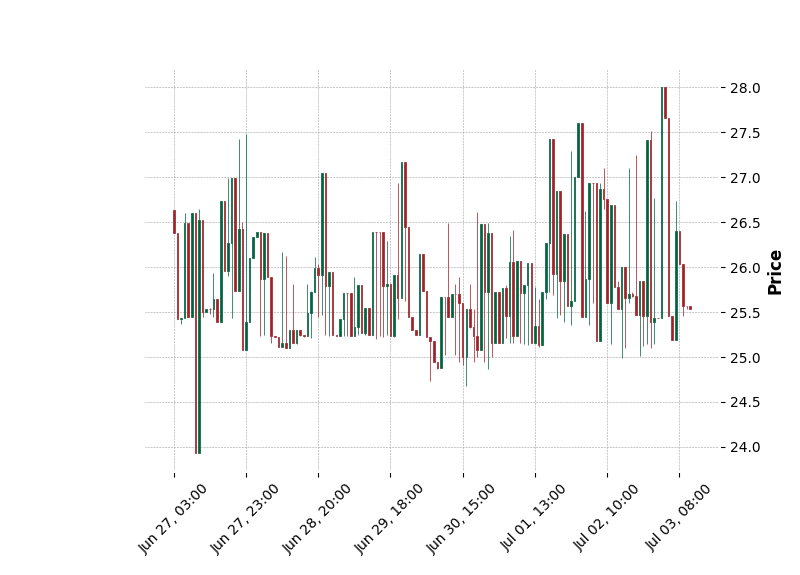 28.0
27.5
27.0
26.5
26.0
25.5
25.0
24.5
24.0
Price
Jun 27, 03:00
Jun 27, 23:00
Jun 28, 20:00
Jun 29, 18:00
Jun 30, 15:00
Jul 01, 13:00
Jul 02, 10:00
Jul 03, 08:00